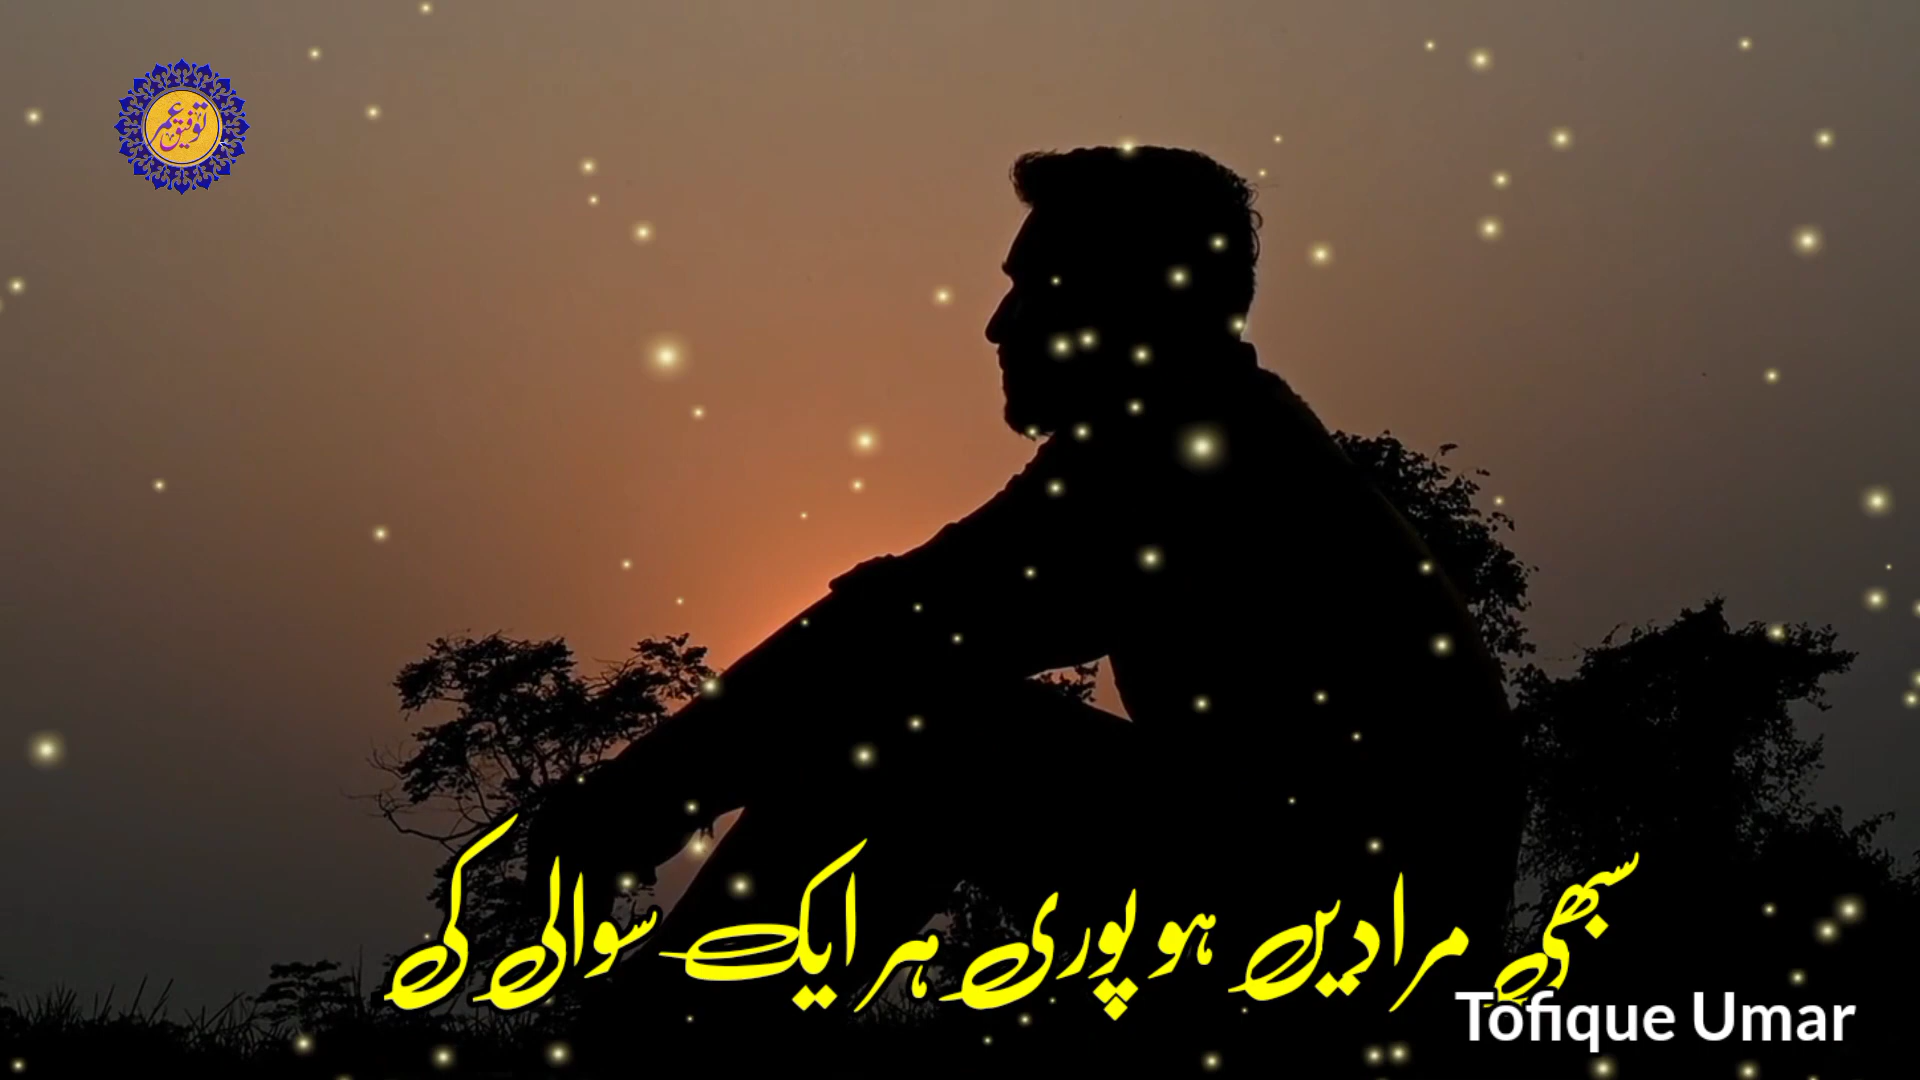 توفیق عمر
سبھی مرادیں ہو پوری ہر ایک سوالی کی
Tofique Umar